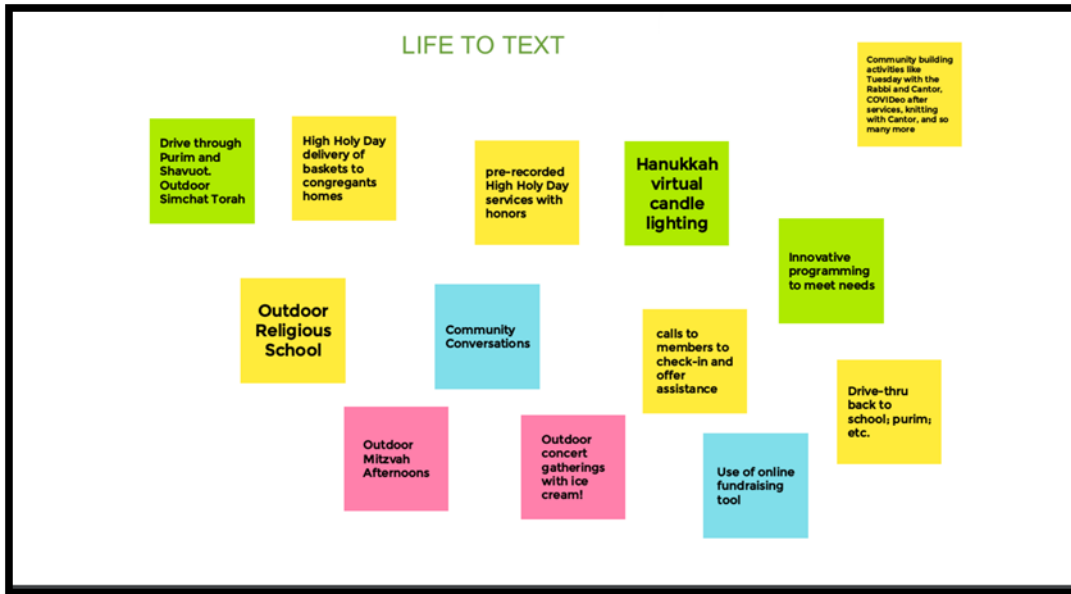 LIFE TO TEXT
Community building
activities like
Tuesday with the
Rabbi and Cantor,
COVIDeo after
services, knitting
with Cantor, and so
many more
Drive through
Purim and
Shavuot.
Outdoor
Simchat Torah
High Holy Day
delivery of
baskets to
congregants
homes
pre-recorded
High Holy Day
services with
honors
Hanukkah
virtual
candle
lighting
Innovative
programming
to meet needs
Outdoor
Religious
School
Community
Conversations
calls to
members to
check-in and
offer
assistance
Drive-thru
back to
school; purim;
etc.
Outdoor
Mitzvah
Afternoons
Outdoor
concert
gatherings
with ice
cream!
Use of online
fundraising
tool